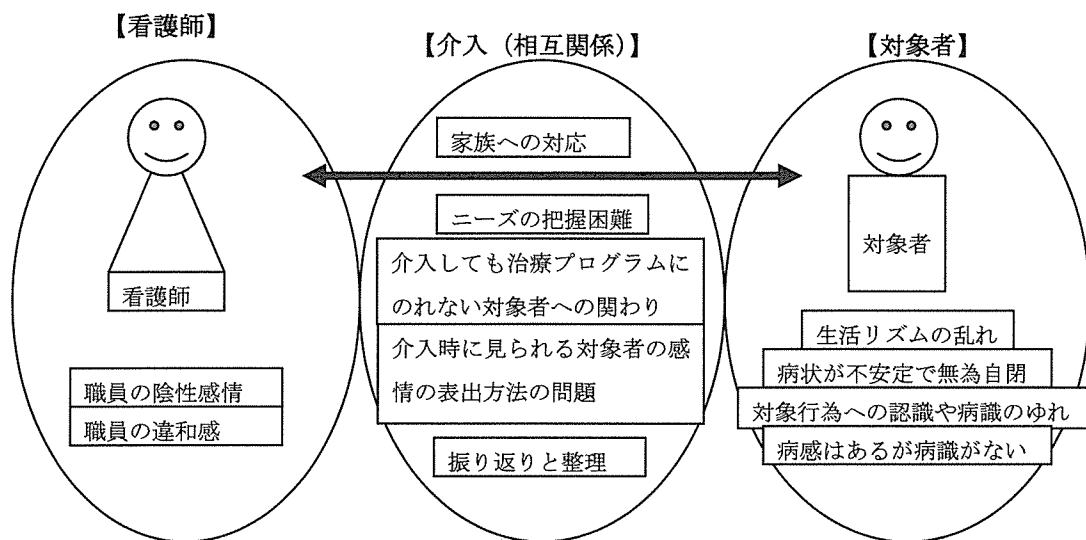 【看護師】
【介入（相互関係）】
【対象者】
看護師
職員の陰性感情
職員の違和感
家族への対応
ニーズの把握困難
介入しても治療プログラムに
のれない対象者への関わり
介入時に見られる対象者の感
情の表出方法の問題
振り返りと整理
対象者
生活リズムの乱れ
病状が不安定で無為自閉
対象行為への認識や病識のゆれ
病感はあるが病識がない